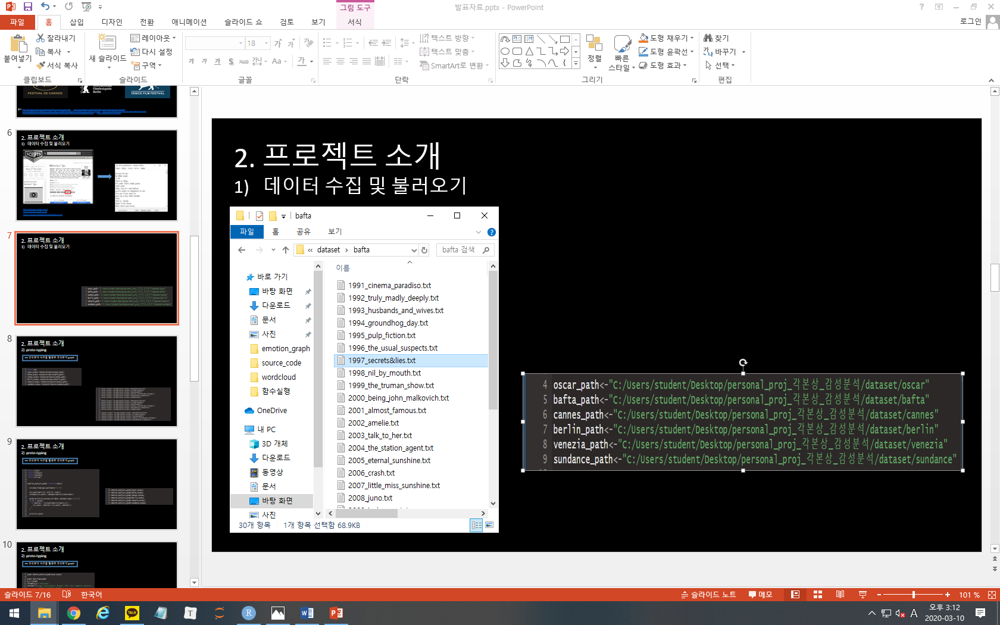 발표자료.pptx - PowerPoint
그림 도구
파일 홈 삽입 디자인 전환 애니메이션 슬라이드 쇼 검토 보기 서식
로그인
붙여넣기
잘라내기
복사
서식 복사
클립보드
새 슬라이드
레이아웃
다시 설정
구역
슬라이드
18
글꼴
텍스트 방향
텍스트 맞춤
SmartArt로 변환
단락
정렬
빠른 스타일
도형 채우기
도형 윤곽선
도형 효과
그리기
찾기
바꾸기
선택
편집
FESTIVAL DE CANNES
Internationale Filmfestspiele Berlin
VENICE FILM FESTIVAL
6
2. 프로젝트 소개
1) 데이터 수집 및 불러오기
7
2. 프로젝트 소개
1) 데이터 수집 및 불러오기
8
2. 프로젝트 소개
2) proto-typing
9
2. 프로젝트 소개
2) proto-typing
10
2. 프로젝트 소개
2) proto-typing
2. 프로젝트 소개
1) 데이터 수집 및 불러오기
bafta
파일 홈 공유 보기
« dataset > bafta
bafta 검색
이름
바로 가기
바탕 화면
다운로드
문서
사진
emotion_graph
source_code
wordcloud
함수실행
OneDrive
내 PC
3D 개체
다운로드
동영상
문서
바탕 화면
사진
1991_cinema_paradiso.txt
1992_truly_madly_deeply.txt
1993_husbands_and_wives.txt
1994_groundhog_day.txt
1995_pulp_fiction.txt
1996_the_usual_suspects.txt
1997_secrets&lies.txt
1998_nil_by_mouth.txt
1999_the_truman_show.txt
2000_being_john_malkovich.txt
2001_almost_famous.txt
2002_amelie.txt
2003_talk_to_her.txt
2004_the_station_agent.txt
2005_eternal_sunshine.txt
2006_crash.txt
2007_little_miss_sunshine.txt
2008_juno.txt
30개 항목 1개 항목 선택함 68.9KB
4 oscar_path<-"C:/Users/student/Desktop/personal_proj_각본상_감성분석/dataset/oscar"
5 bafta_path<-"C:/Users/student/Desktop/personal_proj_각본상_감성분석/dataset/bafta"
6 cannes_path<-"C:/Users/student/Desktop/personal_proj_각본상_감성분석/dataset/cannes"
7 berlin_path<-"C:/Users/student/Desktop/personal_proj_각본상_감성분석/dataset/berlin"
8 venezia_path<-"C:/Users/student/Desktop/personal_proj_각본상_감성분석/dataset/venezia"
9 sundance_path<-"C:/Users/student/Desktop/personal_proj_각본상_감성분석/dataset/sundance"
슬라이드 7/16 한국어
슬라이드 노트 메모 101 %
TALK
A
오후 3:12
2020-03-10